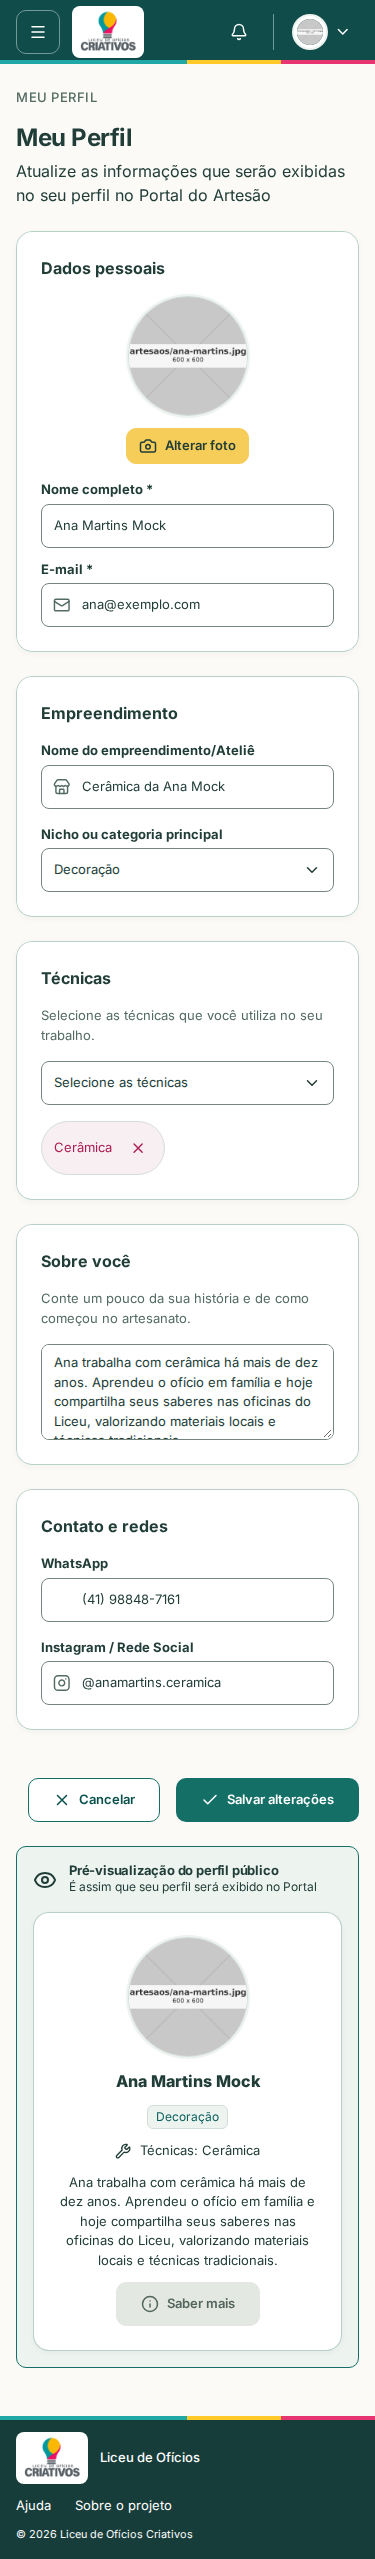 LICEU DE OFÍCIOS
CRIATIVOS
MEU PERFIL
Meu Perfil
Atualize as informações que serão exibidas
no seu perfil no Portal do Artesão
Dados pessoais
artesaos/ana-martins.jpg
600 x 600
Alterar foto
Nome completo *
Ana Martins Mock
E-mail *
ana@exemplo.com
Empreendimento
Nome do empreendimento/Ateliê
Cerâmica da Ana Mock
Nicho ou categoria principal
Decoração
Técnicas
Selecione as técnicas que você utiliza no seu
trabalho.
Selecione as técnicas
Cerâmica
Sobre você
Conte um pouco da sua história e de como
começou no artesanato.
Ana trabalha com cerâmica há mais de dez
anos. Aprendeu o ofício em família e hoje
compartilha seus saberes nas oficinas do
Liceu, valorizando materiais locais e
técnicas tradicionais.
Contato e redes
WhatsApp
(41) 98848-7161
Instagram / Rede Social
@anamartins.ceramica
Cancelar
Salvar alterações
Pré-visualização do perfil público
É assim que seu perfil será exibido no Portal
artesaos/ana-martins.jpg
600 x 600
Ana Martins Mock
Decoração
Técnicas: Cerâmica
Ana trabalha com cerâmica há mais de
dez anos. Aprendeu o ofício em família e
hoje compartilha seus saberes nas
oficinas do Liceu, valorizando materiais
locais e técnicas tradicionais.
Saber mais
LICEU DE OFÍCIOS
CRIATIVOS
Liceu de Ofícios
Ajuda
Sobre o projeto
© 2026 Liceu de Ofícios Criativos